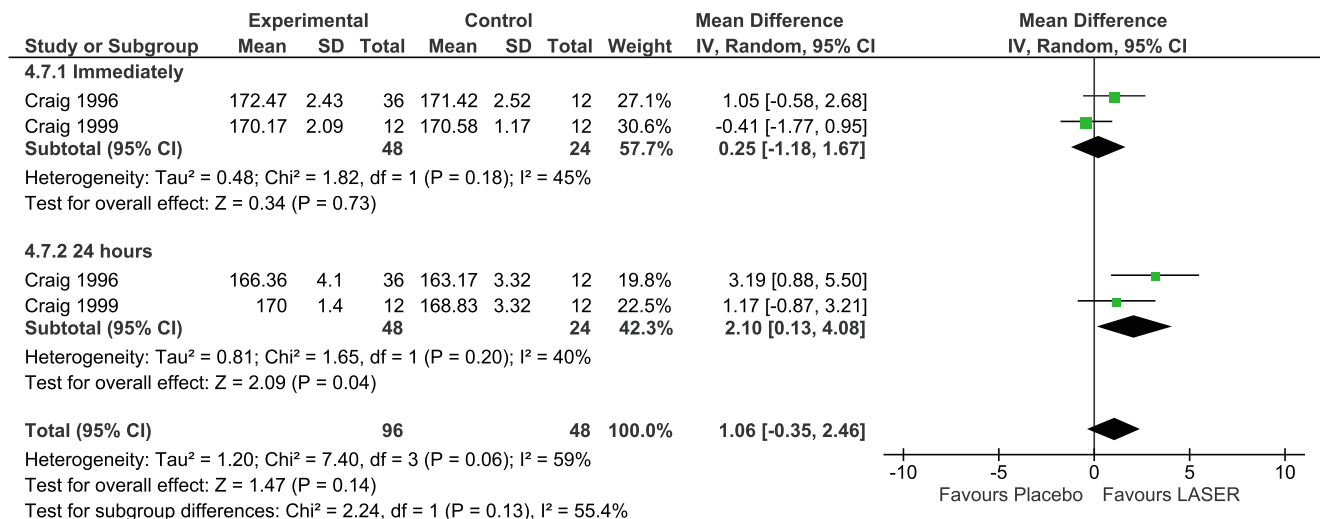 Experimental Control Mean Difference Mean Difference
Study or Subgroup Mean SD Total Mean SD Total Weight IV, Random, 95% CI IV, Random, 95% CI
4.7.1 Immediately
Craig 1996 172.47 2.43 36 171.42 2.52 12 27.1% 1.05 [-0.58, 2.68]
Craig 1999 170.17 2.09 12 170.58 1.17 12 30.6% -0.41 [-1.77, 0.95]
Subtotal (95% CI) 48 24 57.7% 0.25 [-1.18, 1.67]
Heterogeneity: Tau² = 0.48; Chi² = 1.82, df = 1 (P = 0.18); I² = 45%
Test for overall effect: Z = 0.34 (P = 0.73)
4.7.2 24 hours
Craig 1996 166.36 4.1 36 163.17 3.32 12 19.8% 3.19 [0.88, 5.50]
Craig 1999 170 1.4 12 168.83 3.32 12 22.5% 1.17 [-0.87, 3.21]
Subtotal (95% CI) 48 24 42.3% 2.10 [0.13, 4.08]
Heterogeneity: Tau² = 0.81; Chi² = 1.65, df = 1 (P = 0.20); I² = 40%
Test for overall effect: Z = 2.09 (P = 0.04)
Total (95% CI) 96 48 100.0% 1.06 [-0.35, 2.46]
Heterogeneity: Tau² = 1.20; Chi² = 7.40, df = 3 (P = 0.06); I² = 59%
Test for overall effect: Z = 1.47 (P = 0.14)
Test for subgroup differences: Chi² = 2.24, df = 1 (P = 0.13), I² = 55.4%
-10 -5 0 5 10
Favours Placebo Favours LASER